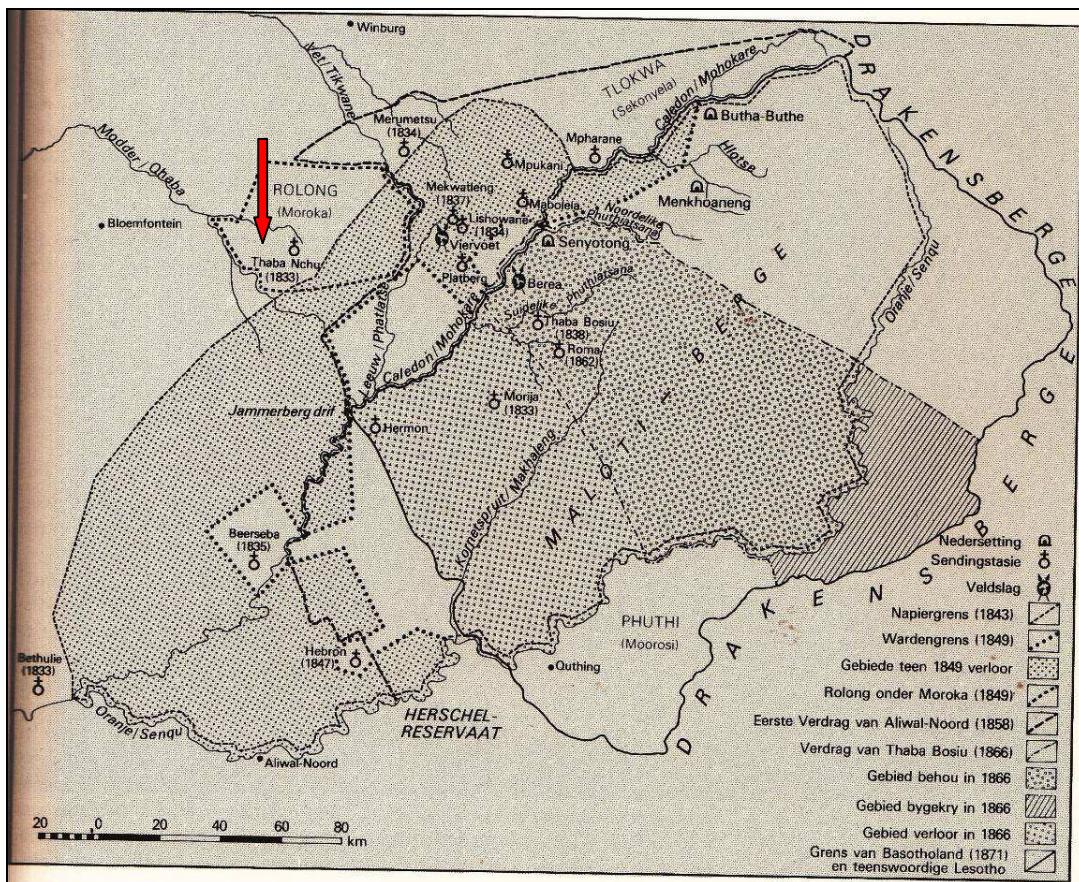 Winburg
DRAKENSBERGE
Vet/Tikwane
TLOKWA
(Sekonyela)
Caledon/Mohokare
Merumetsu
(1834)
Mpharane
Butha-Buthe
Modder/Qhaba
Mpukani
Hlotse
ROLONG
(Moroka)
Mekwatleng
(1837)
Mabolela
Menkhoaneng
Bloemfontein
Lishowane
(1834)
Noordelike
Phuthiatsane
Viervoet
Senyotong
Thaba Nchu
(1833)
Platberg
Berea
Oranje/Senqu
Suidelike Phuthiatsana
Leeuw/Phatlane
Caledon/Mohokare
Thaba Bosiu
(1838)
Roma
(1862)
MALOTI-BERGE
Jammerberg drif
Morija
(1833)
Hermon
Kornetspruit/Makhaleng
Beerseba
(1835)
DRAKENSBERGE
PHUTHI
(Moorosi)
Hebron
(1847)
Quthing
Bethulie
(1833)
Oranje/Senqu
HERSCHEL-
RESERVAAT
Aliwal-Noord
Nedersetting
Sendingstasie
Veldslag
Napiergrens (1843)
Wardengrens (1849)
Gebiede teen 1849 verloor
Rolong onder Moroka (1849)
Eerste Verdrag van Aliwal-Noord (1858)
Verdrag van Thaba Bosiu (1866)
Gebied behou in 1866
Gebied bygekry in 1866
Gebied verloor in 1866
Grens van Basotholand (1871)
en teenswoordige Lesotho
20 0 20 40 60 80
km